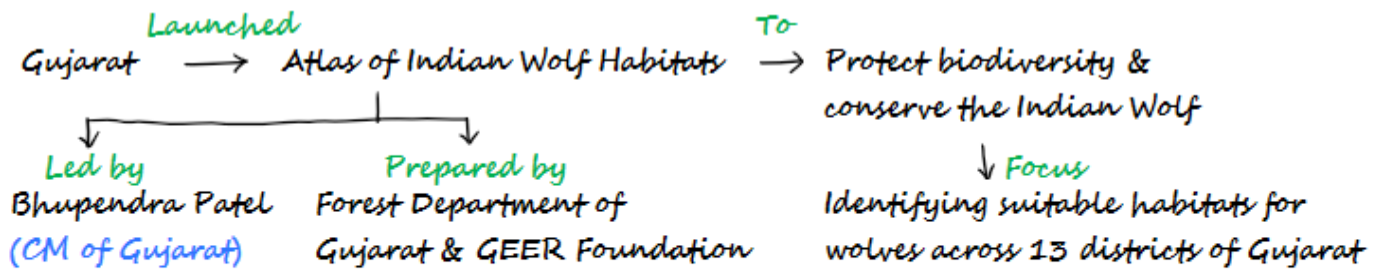 Launched
To
Gujarat → Atlas of Indian Wolf Habitats → Protect biodiversity &
conserve the Indian Wolf
Led by
Prepared by
Focus
Bhupendra Patel
(CM of Gujarat)
Forest Department of
Gujarat & GEER Foundation
Identifying suitable habitats for
wolves across 13 districts of Gujarat